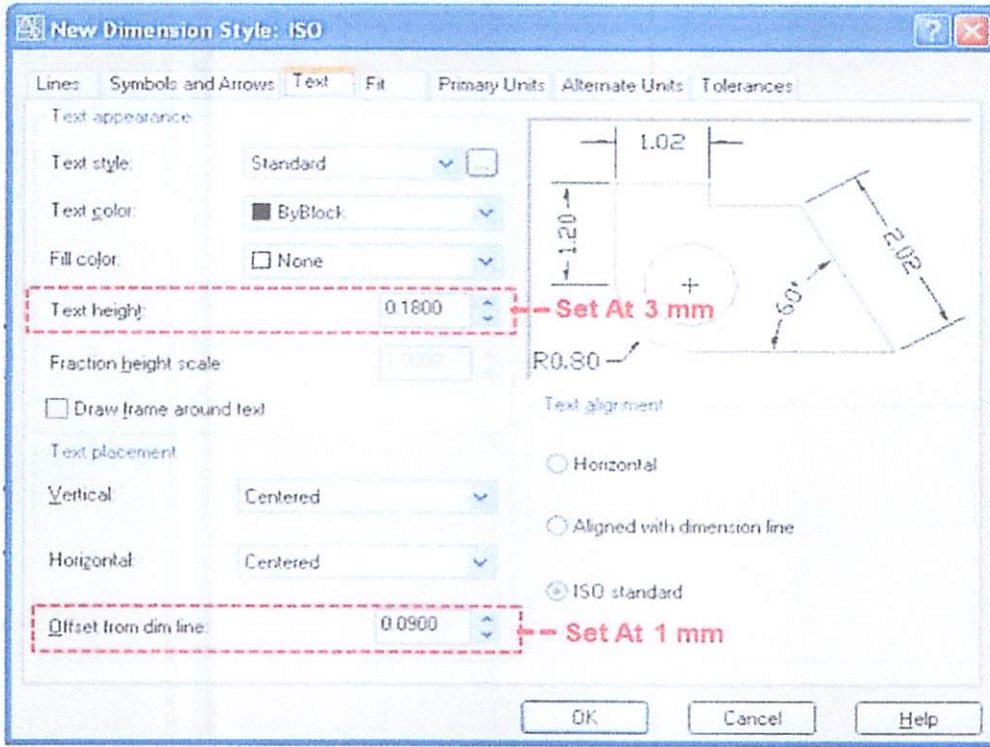 New Dimension Style: ISO
Lines Symbols and Arrows Text Fit Primary Units Alternate Units Tolerances
Text appearance
Text style: Standard ...
Text color: ByBlock
Fill color: None
Text height: 0.1800
Set At 3 mm
Fraction height scale
Draw frame around text
Text placement
Vertical: Centered
Horizontal: Centered
Offset from dim line: 0.0900
Set At 1 mm
1.02
1.20
2.02
60°
R0.80
Text alignment
Horizontal
Aligned with dimension line
ISO standard
OK Cancel Help